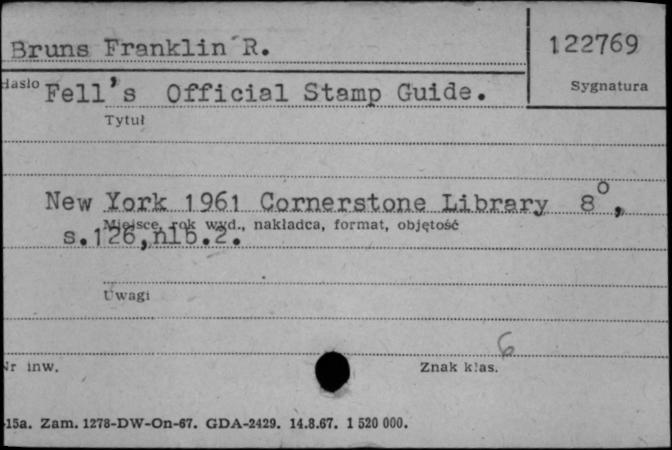 Bruns Franklin R.
122769
Sygnatura
Hasło
Fell's Official Stamp Guide.
Tytuł
New York 1961 Cornerstone Library 8°,
Miejsce, rok wyd., nakładca, format, objętość
s.126,nlb.2.
Uwagi
6
Nr inw.
Znak klas.
-15a. Zam. 1278-DW-On-67. GDA-2429. 14.8.67. 1 520 000.